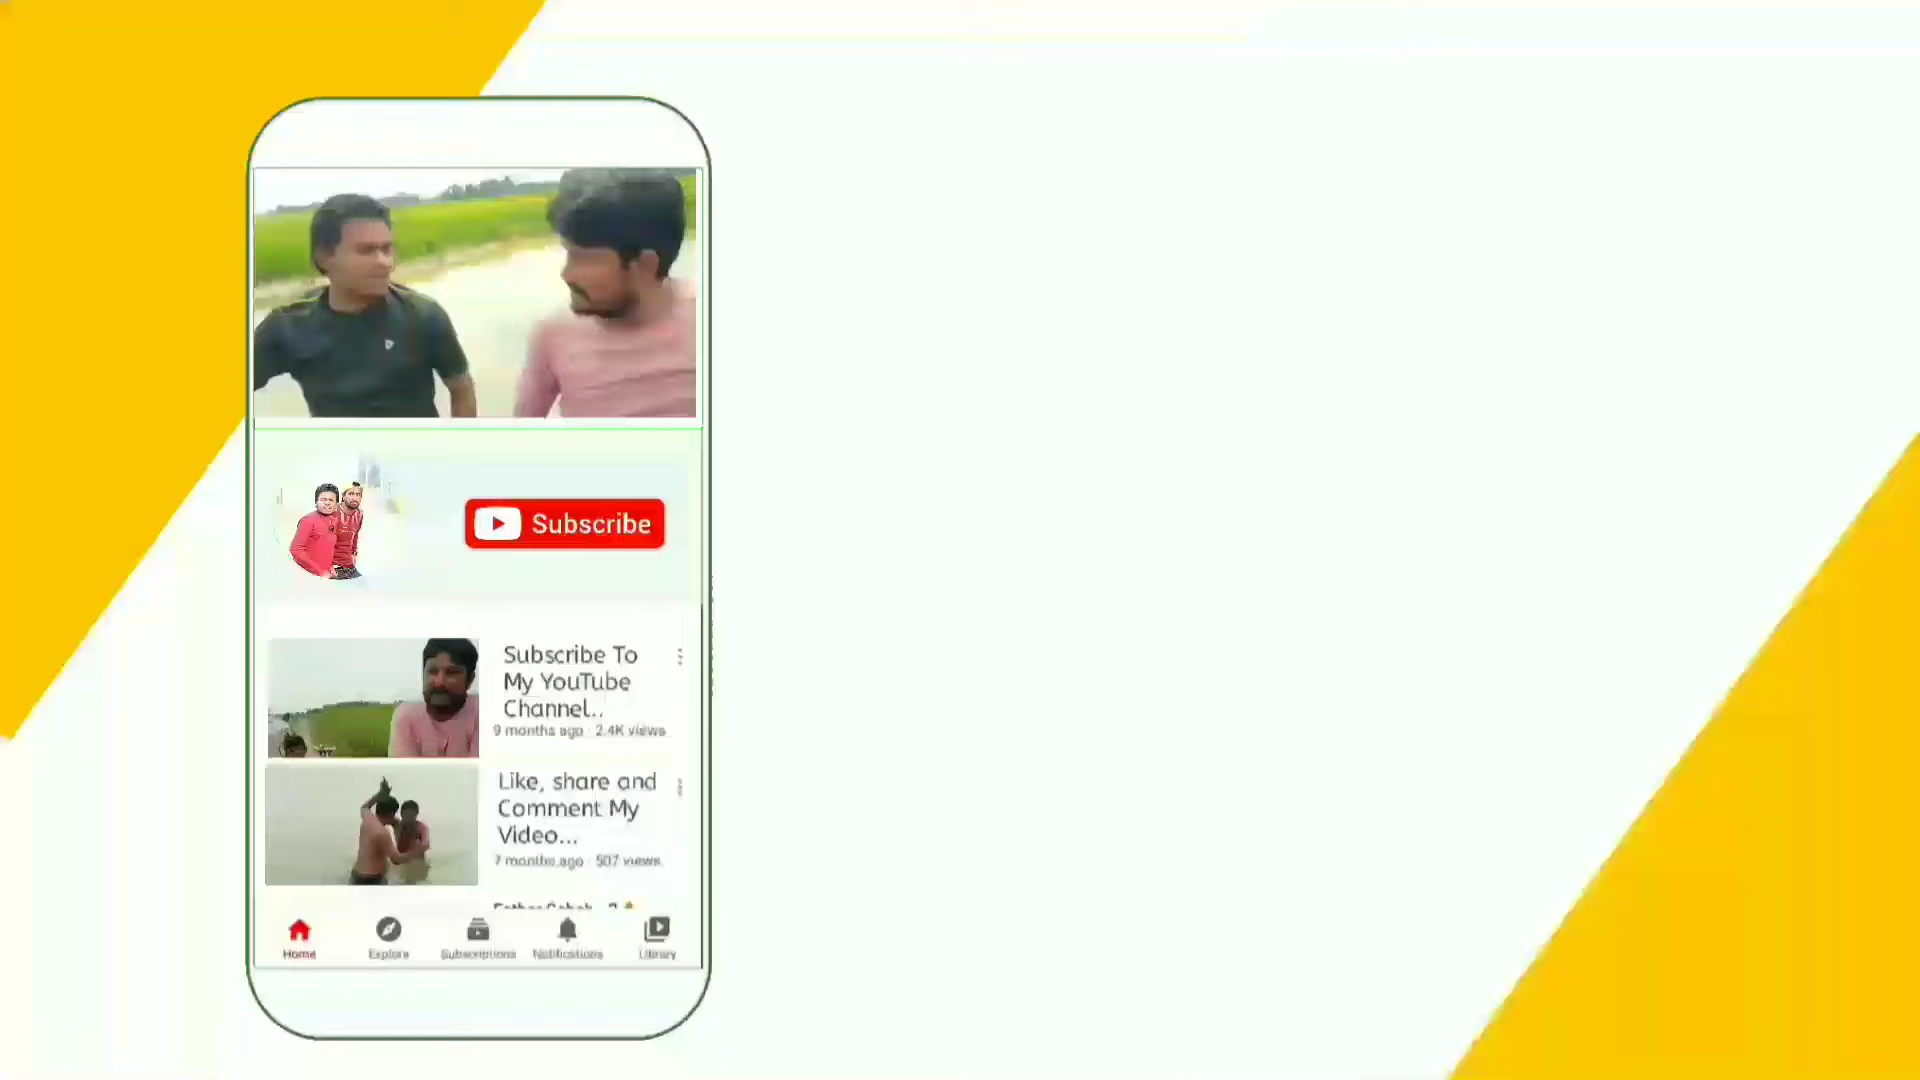 Subscribe
Subscribe To
My YouTube
Channel..
9 months ago · 2.4K views
Like, share and
Comment My
Video...
7 months ago · 507 views
Home
Explore
Subscriptions
Notifications
Library